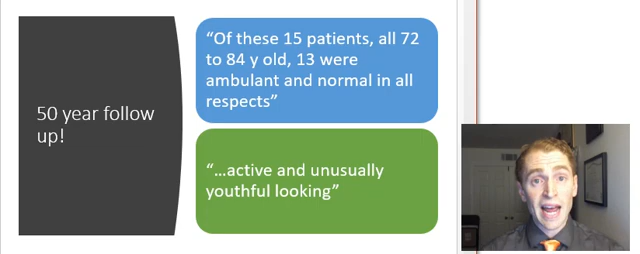 50 year follow
up!
“Of these 15 patients, all 72
to 84 y old, 13 were
ambulant and normal in all
respects”
“…active and unusually
youthful looking”